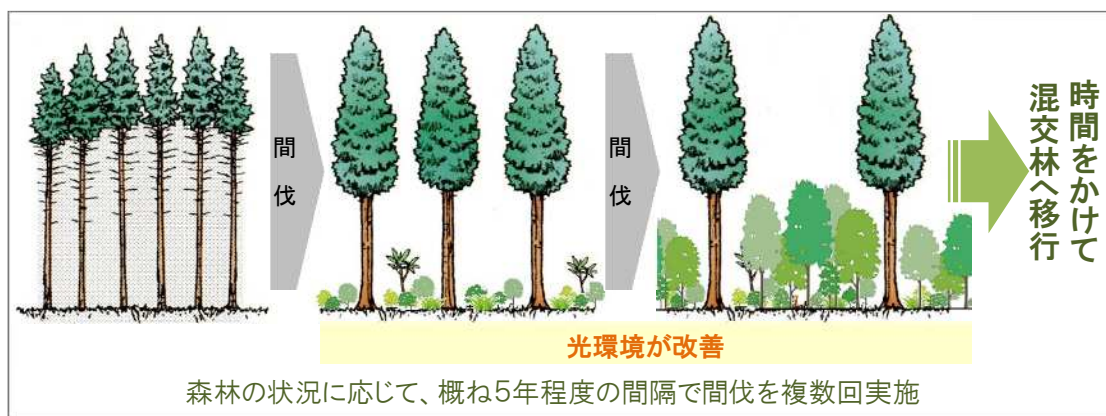 間伐
間伐
時間をかけて
混交林へ移行
光環境が改善
森林の状況に応じて、概ね5年程度の間隔で間伐を複数回実施